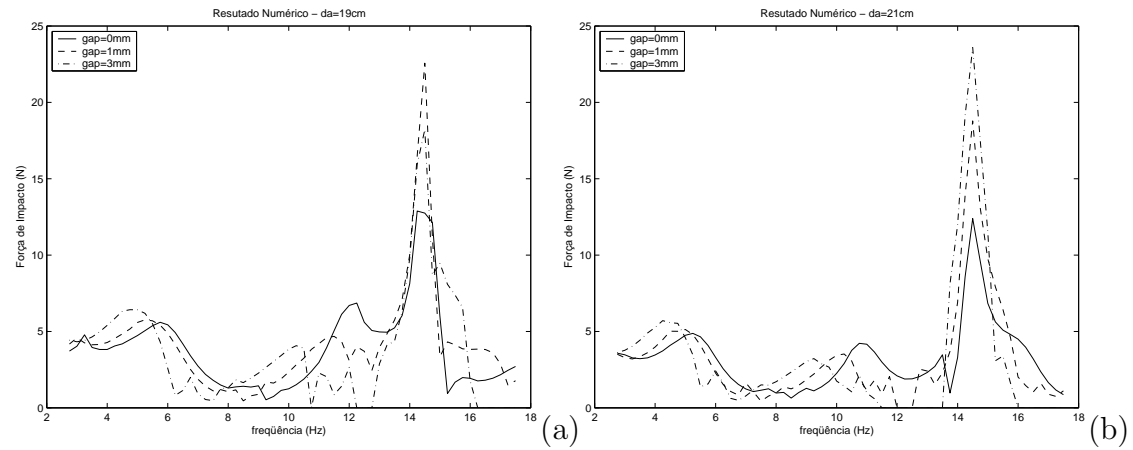 Resutado Numérico – da=19cm
gap=0mm
gap=1mm
gap=3mm
Força de Impacto (N)
25
20
15
10
5
0
2 4 6 8 10 12 14 16 18
freqüência (Hz)
(a)
Resutado Numérico – da=21cm
gap=0mm
gap=1mm
gap=3mm
Força de Impacto (N)
25
20
15
10
5
0
2 4 6 8 10 12 14 16 18
freqüência (Hz)
(b)